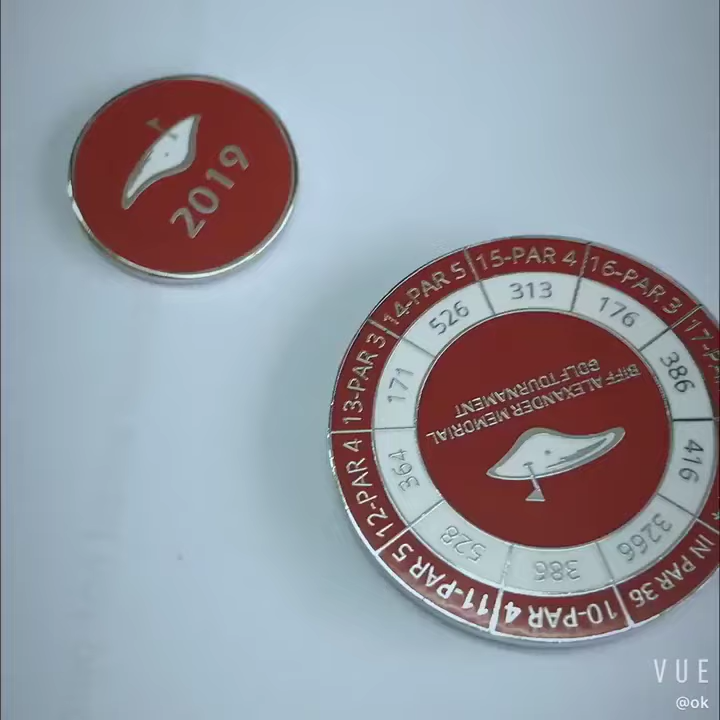 2019
BIFF ALEXANDER MEMORIAL
GOLF TOURNAMENT
10-PAR 4
386
11-PAR 5
528
12-PAR 4
364
13-PAR 3
171
14-PAR 5
526
15-PAR 4
313
16-PAR 3
176
386
416
IN PAR 36
3266
VUE
@ok